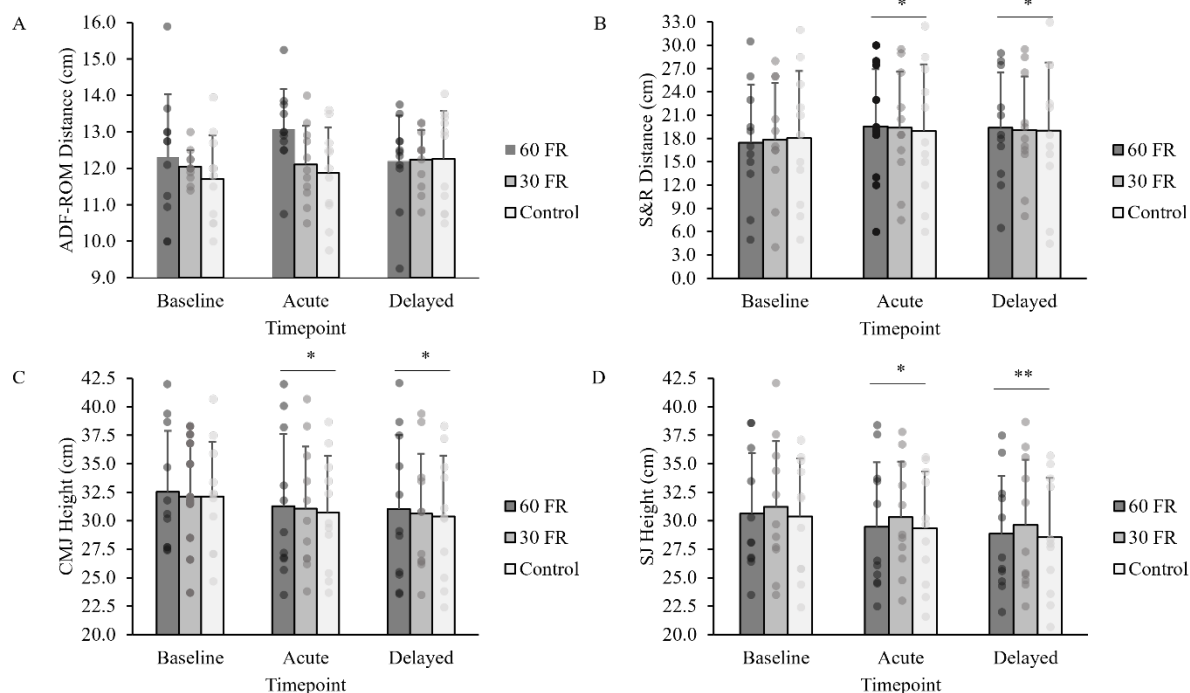 A
ADF-ROM Distance (cm)
16.0
15.0
14.0
13.0
12.0
11.0
10.0
9.0
Baseline Acute Delayed
Timepoint
60 FR
30 FR
Control
B
* *
S&R Distance (cm)
33.0
30.0
27.0
24.0
21.0
18.0
15.0
12.0
9.0
6.0
3.0
0.0
Baseline Acute Delayed
Timepoint
60 FR
30 FR
Control
C
* *
CMJ Height (cm)
42.5
40.0
37.5
35.0
32.5
30.0
27.5
25.0
22.5
20.0
Baseline Acute Delayed
Timepoint
60 FR
30 FR
Control
D
* **
SJ Height (cm)
42.5
40.0
37.5
35.0
32.5
30.0
27.5
25.0
22.5
20.0
Baseline Acute Delayed
Timepoint
60 FR
30 FR
Control